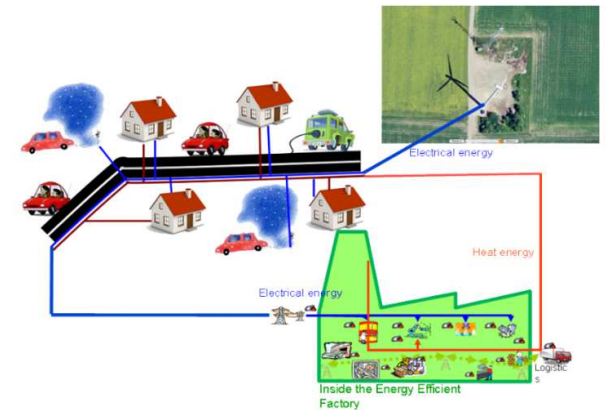 Electrical energy
Heat energy
Electrical energy
Logistic
s
Inside the Energy Efficient
Factory